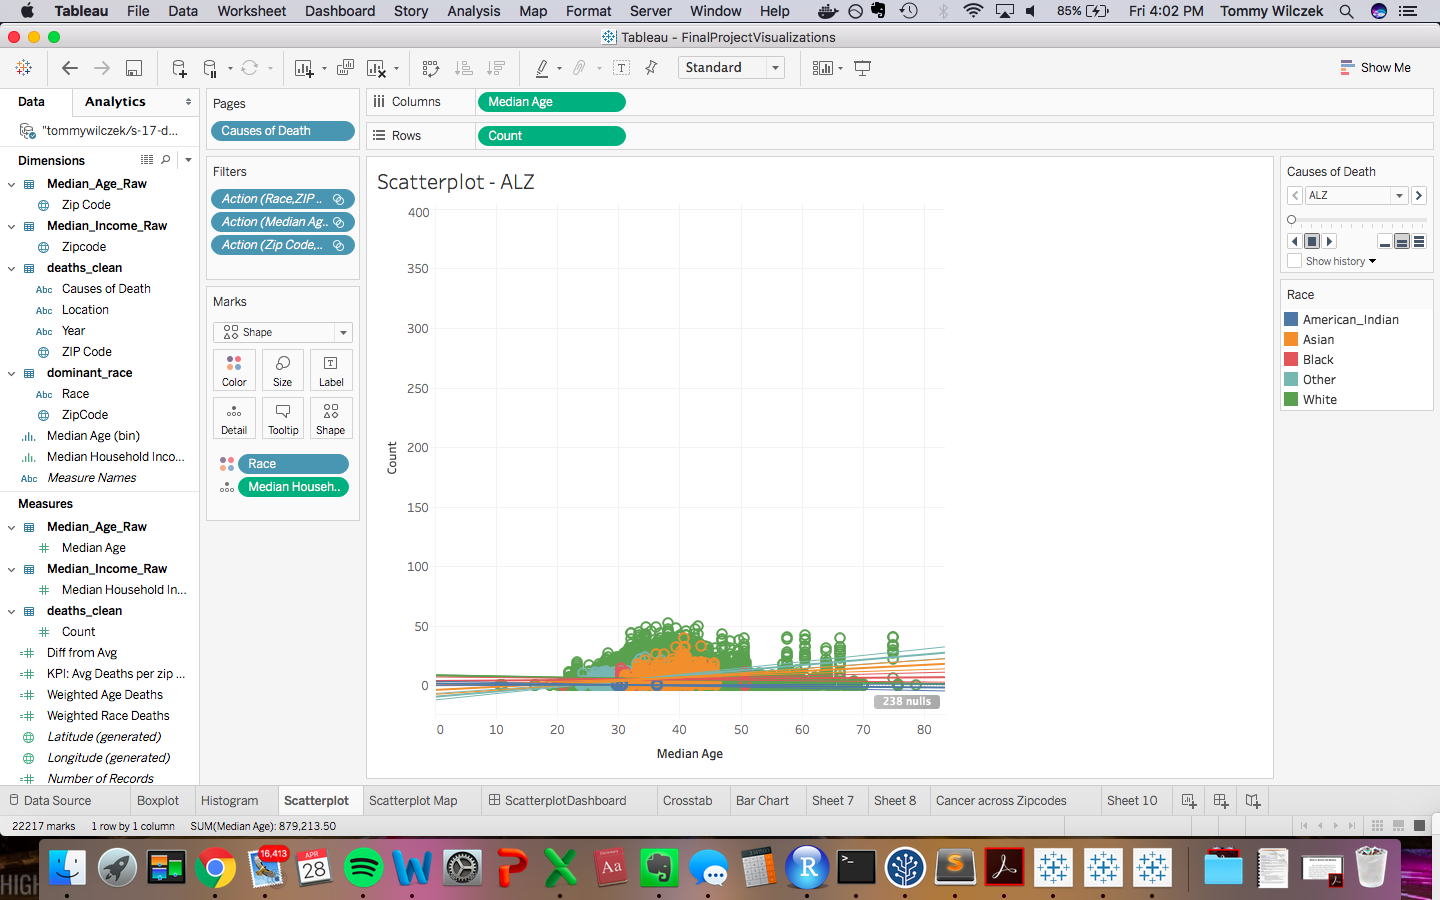 Tableau File Data Worksheet Dashboard Story Analysis Map Format Server Window Help 85% Fri 4:02 PM Tommy Wilczek
Tableau - FinalProjectVisualizations
Standard
Show Me
Data Analytics
"tommywilczek/s-17-d...
Dimensions
Median_Age_Raw
Zip Code
Median_Income_Raw
Zipcode
deaths_clean
Abc Causes of Death
Abc Location
Abc Year
ZIP Code
dominant_race
Abc Race
ZipCode
Median Age (bin)
Median Household Inco...
Abc Measure Names
Measures
Median_Age_Raw
Median Age
Median_Income_Raw
Median Household In...
deaths_clean
Count
Diff from Avg
KPI: Avg Deaths per zip ...
Weighted Age Deaths
Weighted Race Deaths
Latitude (generated)
Longitude (generated)
Number of Records
Pages
Causes of Death
Filters
Action (Race,ZIP ..
Action (Median Ag..
Action (Zip Code,..
Marks
Shape
Color Size Label
Detail Tooltip Shape
Race
Median Househ..
Columns Median Age
Rows Count
Scatterplot - ALZ
400
350
300
250
200
150
100
50
0
Count
238 nulls
0 10 20 30 40 50 60 70 80
Median Age
Causes of Death
ALZ
Show history
Race
American_Indian
Asian
Black
Other
White
Data Source Boxplot Histogram Scatterplot Scatterplot Map ScatterplotDashboard Crosstab Bar Chart Sheet 7 Sheet 8 Cancer across Zipcodes Sheet 10
22217 marks 1 row by 1 column SUM(Median Age): 879,213.50
HIGH
16,413
APR
28
Aa
R